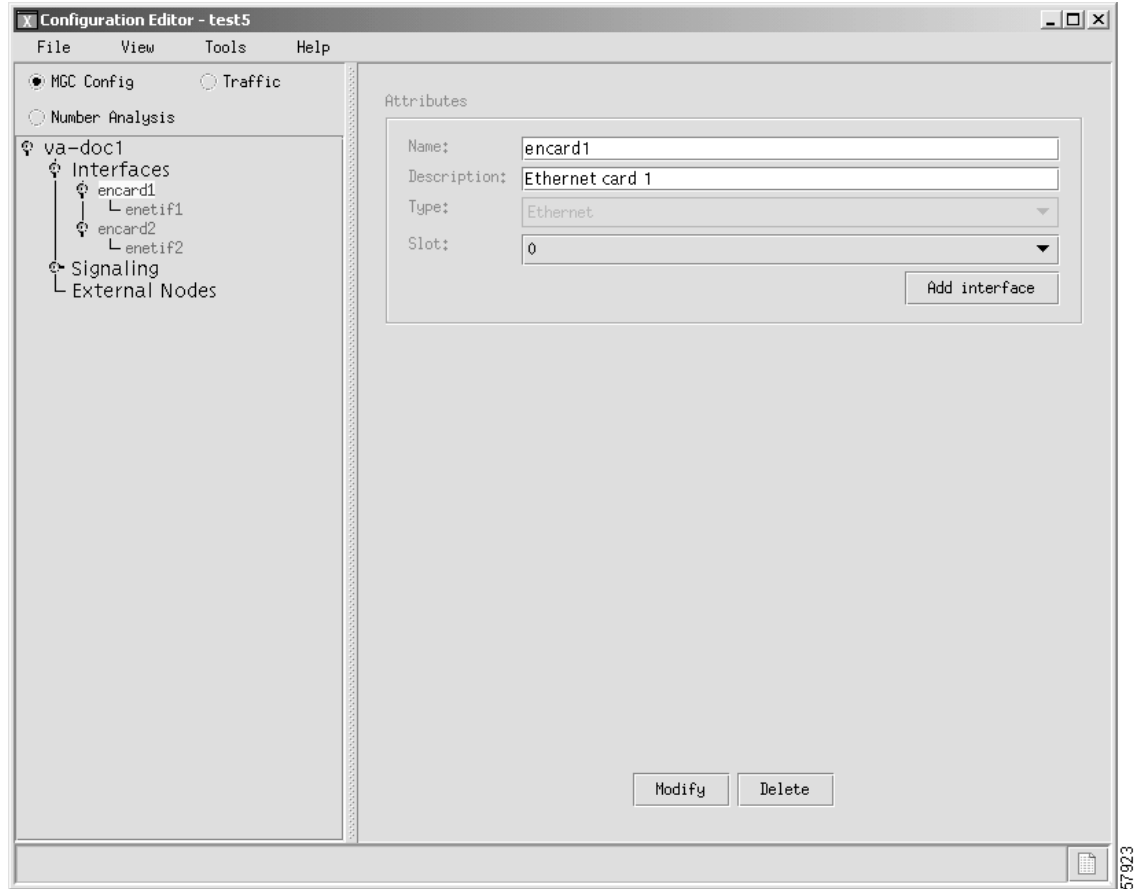 X Configuration Editor - test5
File View Tools Help
MGC Config Traffic
Number Analysis
va-doc1
Interfaces
encard1
enetif1
encard2
enetif2
Signaling
External Nodes
Attributes
Name: encard1
Description: Ethernet card 1
Type: Ethernet
Slot: 0
Add interface
Modify Delete
57923